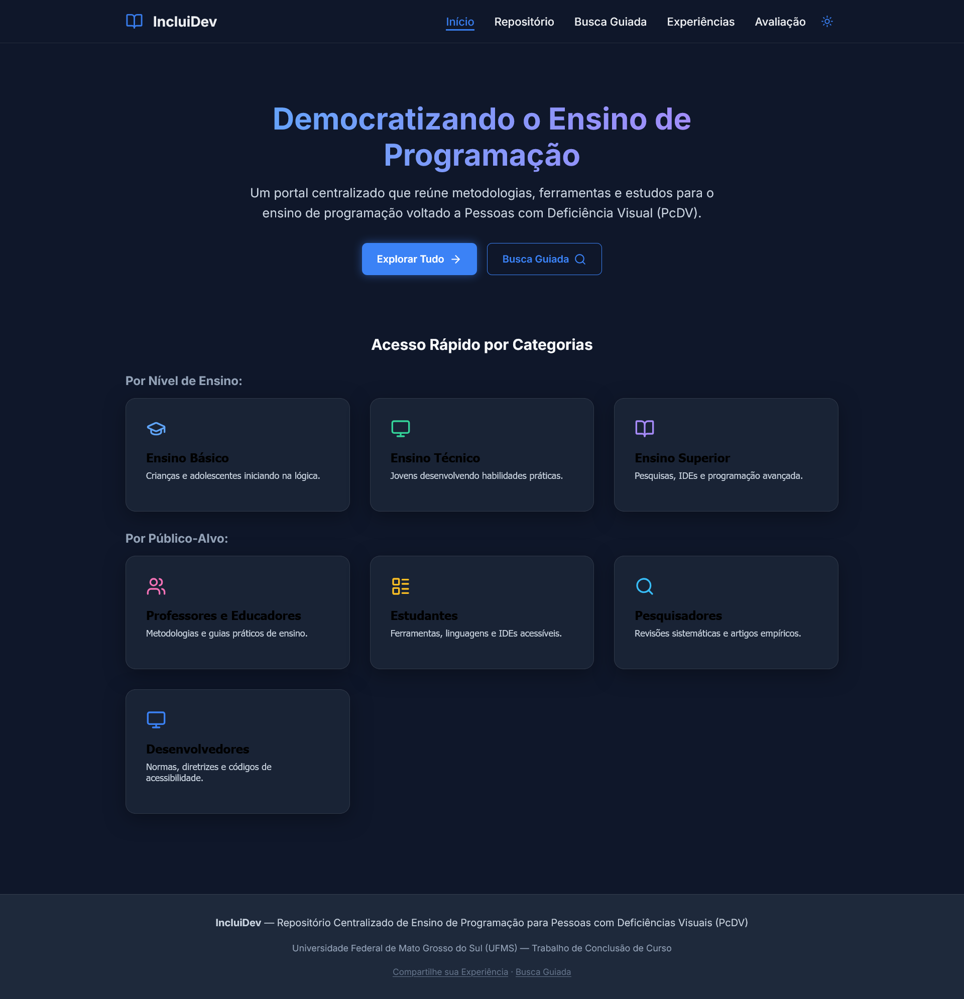 IncluiDev
Início
Repositório
Busca Guiada
Experiências
Avaliação
Democratizando o Ensino de
Programação
Um portal centralizado que reúne metodologias, ferramentas e estudos para o
ensino de programação voltado a Pessoas com Deficiência Visual (PcDV).
Explorar Tudo
Busca Guiada
Acesso Rápido por Categorias
Por Nível de Ensino:
Ensino Básico
Crianças e adolescentes iniciando na lógica.
Ensino Técnico
Jovens desenvolvendo habilidades práticas.
Ensino Superior
Pesquisas, IDEs e programação avançada.
Por Público-Alvo:
Professores e Educadores
Metodologias e guias práticos de ensino.
Estudantes
Ferramentas, linguagens e IDEs acessíveis.
Pesquisadores
Revisões sistemáticas e artigos empíricos.
Desenvolvedores
Normas, diretrizes e códigos de
acessibilidade.
IncluiDev — Repositório Centralizado de Ensino de Programação para Pessoas com Deficiências Visuais (PcDV)
Universidade Federal de Mato Grosso do Sul (UFMS) — Trabalho de Conclusão de Curso
Compartilhe sua Experiência · Busca Guiada